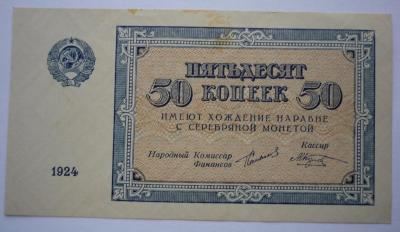 ПЯТЬДЕСЯТ
50 КОПЕЕК 50
ИМЕЮТ ХОЖДЕНИЕ НАРАВНЕ
С СЕРЕБРЯНОЙ МОНЕТОЙ
Народный Комиссар
Финансов
Кассир
1924